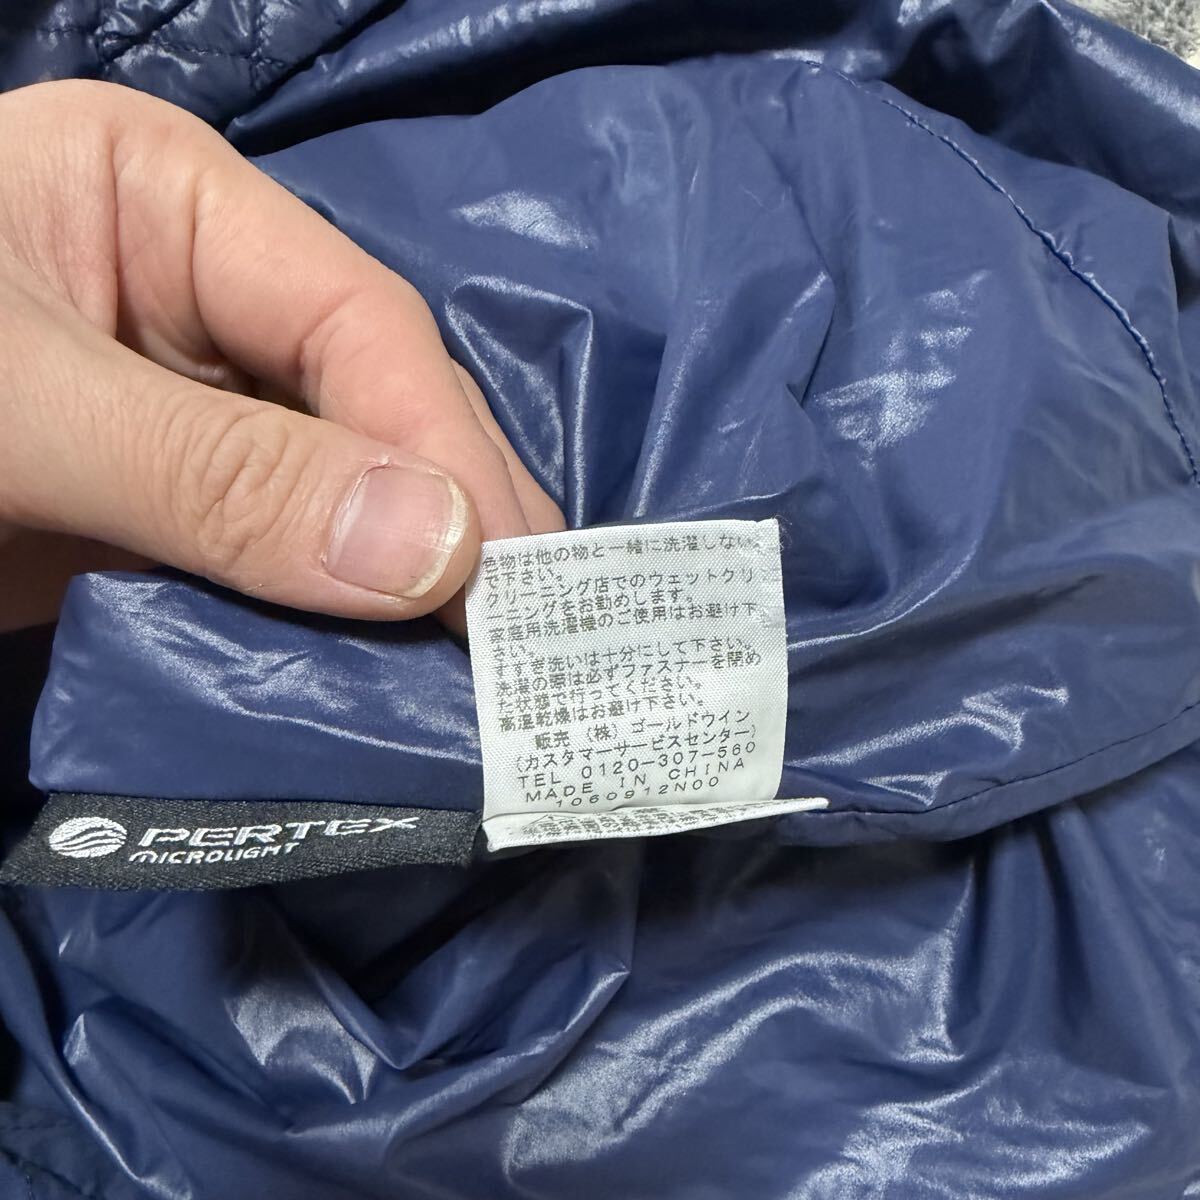 色物は他の物と一緒に洗濯しない
で下さい。
クリーニング店でのウェットクリ
ーニングをお勧めします。
家庭用洗濯機のご使用はお避け下
さい。
すすぎ洗いは十分にして下さい。
洗濯の際は必ずファスナーを閉め
た状態で行ってください。
高温乾燥はお避け下さい。
販売 (株) ゴールドウイン
(カスタマーサービスセンター)
TEL 0120-307-560
MADE IN CHINA
1060912N00
PERTEX
MICROLIGHT